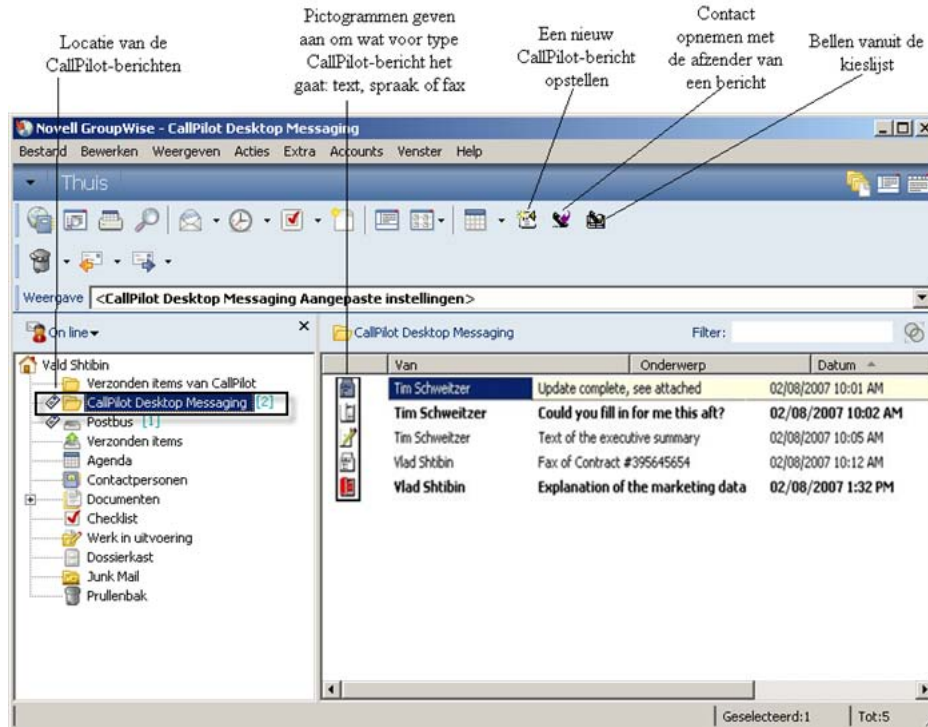 Locatie van de
CallPilot-berichten
Pictogrammen geven
aan om wat voor type
CallPilot-bericht het
gaat: text, spraak of fax
Een nieuw
CallPilot-bericht
opstellen
Contact
opnemen met
de afzender van
een bericht
Bellen vanuit de
kieslijst
Novell GroupWise - CallPilot Desktop Messaging
Bestand Bewerken Weergeven Acties Extra Accounts Venster Help
Thuis
Weergave <CallPilot Desktop Messaging Aangepaste instellingen>
On line
CallPilot Desktop Messaging Filter:
Vald Shtibin
Verzonden items van CallPilot
CallPilot Desktop Messaging [2]
Postbus [1]
Verzonden items
Agenda
Contactpersonen
Documenten
Checklist
Werk in uitvoering
Dossierkast
Junk Mail
Prullenbak
Van Onderwerp Datum
Tim Schweitzer Update complete, see attached 02/08/2007 10:01 AM
Tim Schweitzer Could you fill in for me this aft? 02/08/2007 10:02 AM
Tim Schweitzer Text of the executive summary 02/08/2007 10:05 AM
Vlad Shtibin Fax of Contract #395645654 02/08/2007 10:12 AM
Vlad Shtibin Explanation of the marketing data 02/08/2007 1:32 PM
Geselecteerd:1 Tot:5